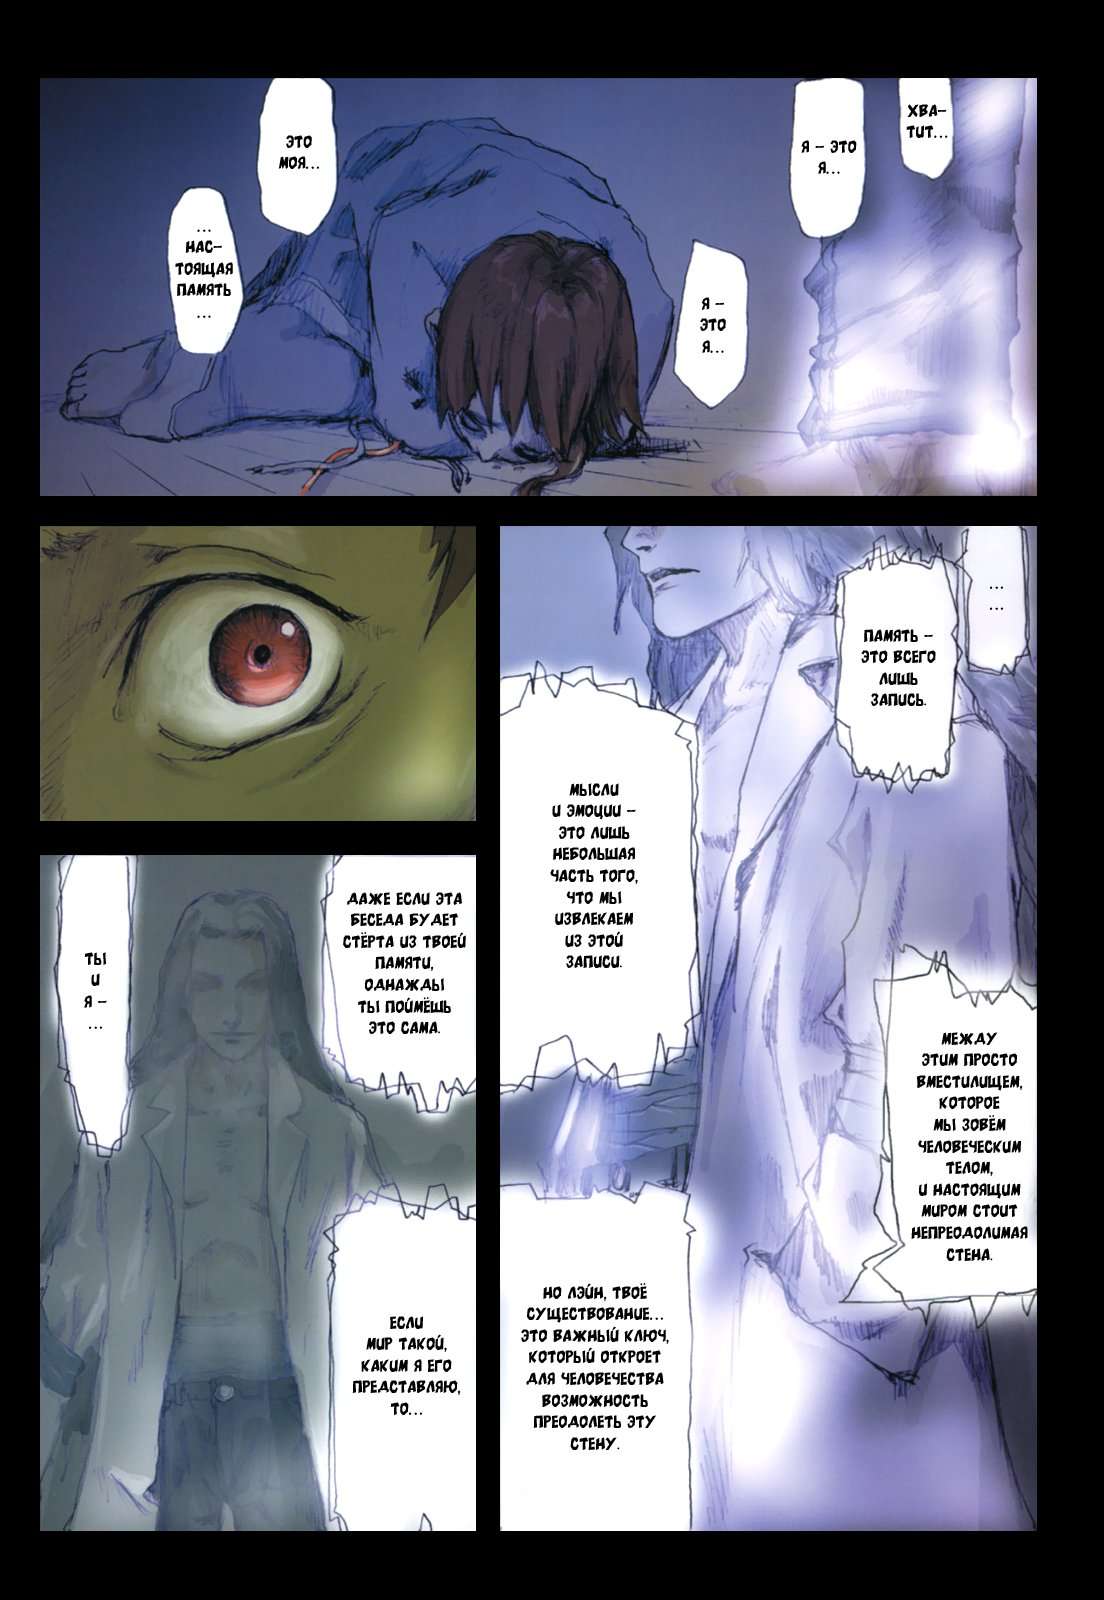 ХВА-
ТИТ...
Я – ЭТО
Я...
Я –
ЭТО
Я...
ЭТО
МОЯ...
...
НАС-
ТОЯЩАЯ
ПАМЯТЬ
...
...
...
ПАМЯТЬ –
ЭТО ВСЕГО
ЛИШЬ
ЗАПИСЬ.
МЫСЛИ
И ЭМОЦИИ –
ЭТО ЛИШЬ
НЕБОЛЬШАЯ
ЧАСТЬ ТОГО,
ЧТО МЫ
ИЗВЛЕКАЕМ
ИЗ ЭТОЙ
ЗАПИСИ.
МЕЖДУ
ЭТИМ ПРОСТО
ВМЕСТИЛИЩЕМ,
КОТОРОЕ
МЫ ЗОВЁМ
ЧЕЛОВЕЧЕСКИМ
ТЕЛОМ,
И НАСТОЯЩИМ
МИРОМ СТОИТ
НЕПРЕОДОЛИМАЯ
СТЕНА.
НО ЛЭЙН, ТВОЁ
СУЩЕСТВОВАНИЕ...
ЭТО ВАЖНЫЙ КЛЮЧ,
КОТОРЫЙ ОТКРОЕТ
ДЛЯ ЧЕЛОВЕЧЕСТВА
ВОЗМОЖНОСТЬ
ПРЕОДОЛЕТЬ ЭТУ
СТЕНУ.
ДАЖЕ ЕСЛИ ЭТА
БЕСЕДА БУДЕТ
СТЁРТА ИЗ ТВОЕЙ
ПАМЯТИ,
ОДНАЖДЫ
ТЫ ПОЙМЁШЬ
ЭТО САМА.
ЕСЛИ
МИР ТАКОЙ,
КАКИМ Я ЕГО
ПРЕДСТАВЛЯЮ,
ТО...
ТЫ
И
Я –
...